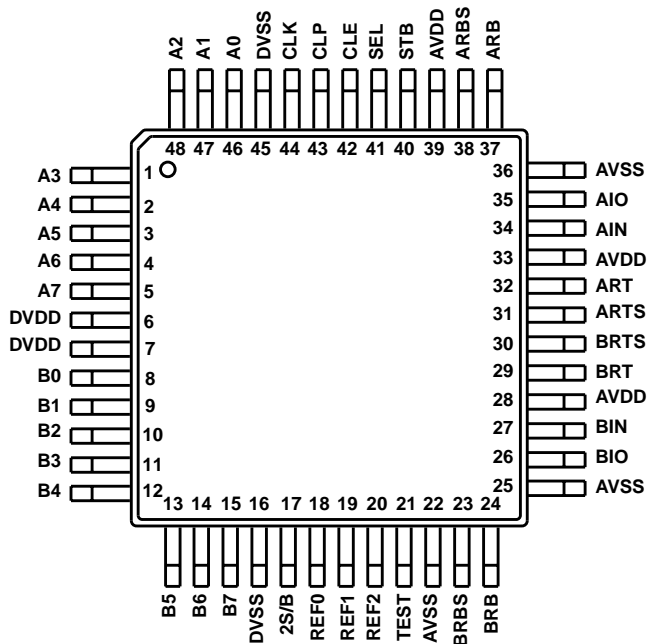 A2 A1 A0 DVSS CLK CLP CLE SEL STB AVDD ARBS ARB
48 47 46 45 44 43 42 41 40 39 38 37
A3 1 36 AVSS
A4 2 35 AIO
A5 3 34 AIN
A6 4 33 AVDD
A7 5 32 ART
DVDD 6 31 ARTS
DVDD 7 30 BRTS
B0 8 29 BRT
B1 9 28 AVDD
B2 10 27 BIN
B3 11 26 BIO
B4 12 25 AVSS
13 14 15 16 17 18 19 20 21 22 23 24
B5 B6 B7 DVSS 2S/B REF0 REF1 REF2 TEST AVSS BRBS BRB